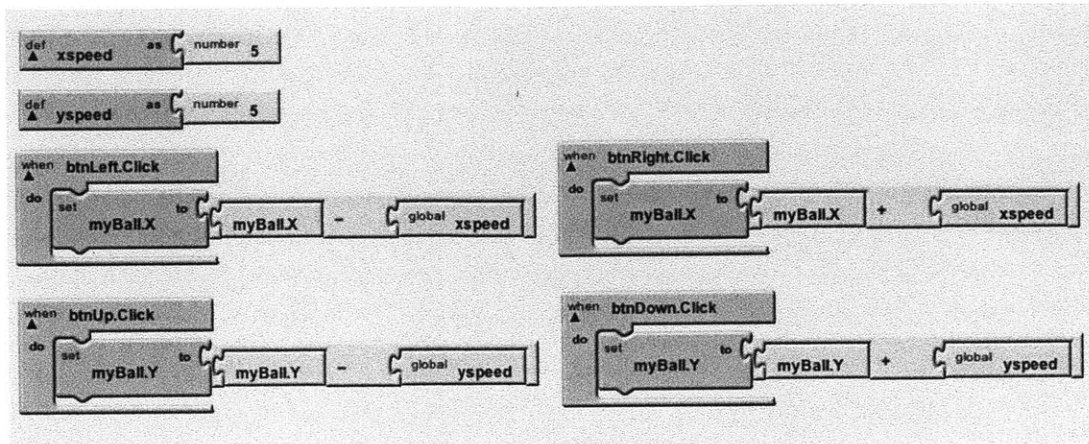 def xspeed as number 5
def yspeed as number 5
when btnLeft.Click
do set myBall.X to myBall.X - global xspeed
when btnRight.Click
do set myBall.X to myBall.X + global xspeed
when btnUp.Click
do set myBall.Y to myBall.Y - global yspeed
when btnDown.Click
do set myBall.Y to myBall.Y + global yspeed